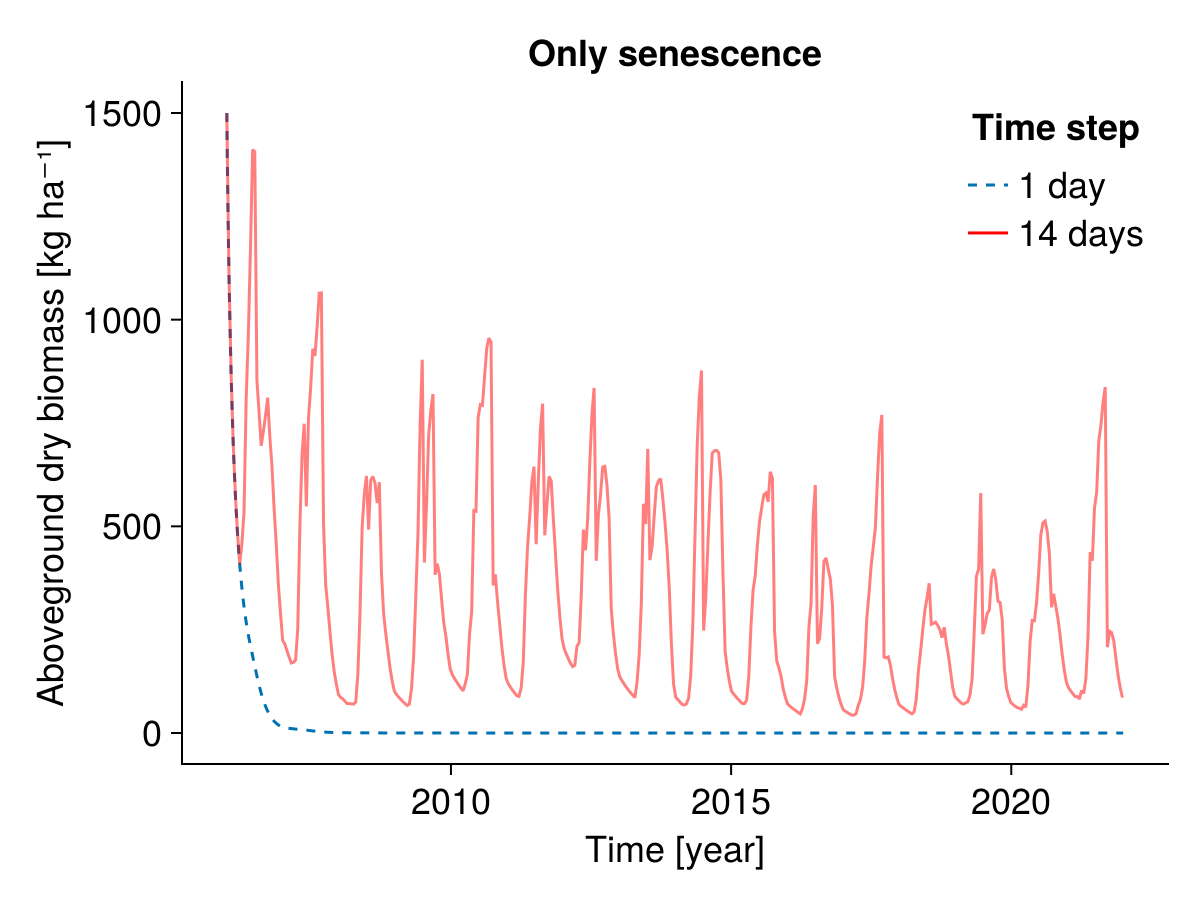 Only senescence
Time step
1 day
14 days
Aboveground dry biomass [kg ha⁻¹]
1500
1000
500
0
2010
2015
2020
Time [year]